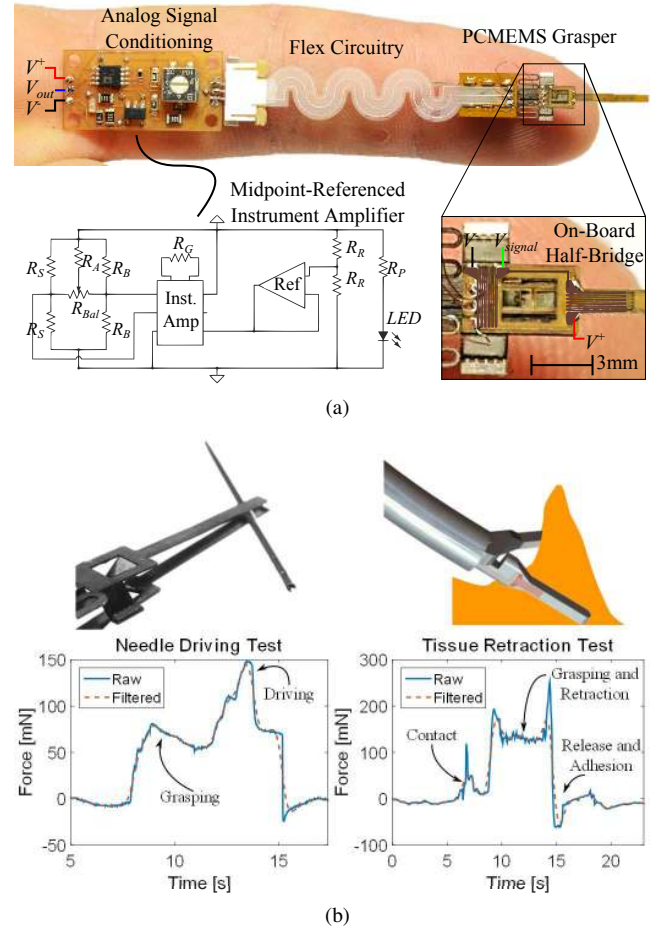 Analog Signal
Conditioning
Flex Circuitry
PCMEMS Grasper
V+
Vout
V-
Midpoint-Referenced
Instrument Amplifier
RG
RS
RA
RB
RBal
RS
RB
Inst.
Amp
Ref
RR
RR
RP
LED
V-
Vsignal
On-Board
Half-Bridge
V+
3mm
(a)
Needle Driving Test
Raw
Filtered
Driving
Grasping
Force [mN]
150
100
50
0
-50
5
10
15
Time [s]
Tissue Retraction Test
Raw
Filtered
Grasping and
Retraction
Contact
Release and
Adhesion
Force [mN]
300
200
100
0
-100
0
5
10
15
20
Time [s]
(b)